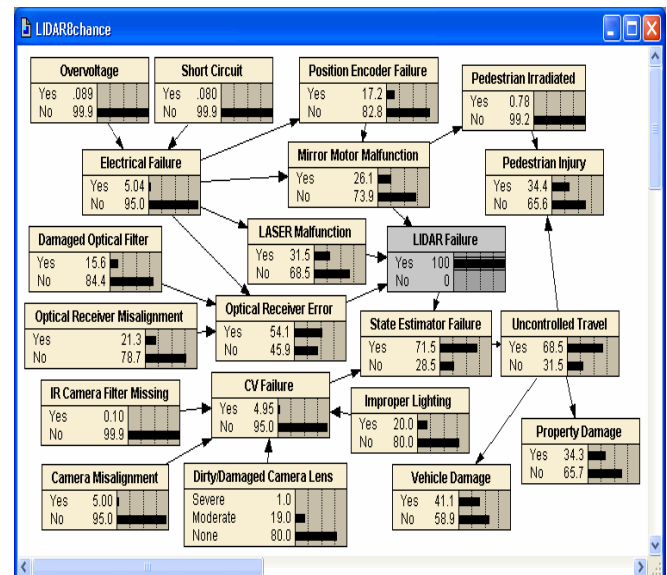 LIDAR8chance
Overvoltage
Yes .089
No 99.9
Short Circuit
Yes .080
No 99.9
Position Encoder Failure
Yes 17.2
No 82.8
Pedestrian Irradiated
Yes 0.78
No 99.2
Electrical Failure
Yes 5.04
No 95.0
Mirror Motor Malfunction
Yes 26.1
No 73.9
Pedestrian Injury
Yes 34.4
No 65.6
Damaged Optical Filter
Yes 15.6
No 84.4
LASER Malfunction
Yes 31.5
No 68.5
LIDAR Failure
Yes 100
No 0
Optical Receiver Misalignment
Yes 21.3
No 78.7
Optical Receiver Error
Yes 54.1
No 45.9
State Estimator Failure
Yes 71.5
No 28.5
Uncontrolled Travel
Yes 68.5
No 31.5
IR Camera Filter Missing
Yes 0.10
No 99.9
CV Failure
Yes 4.95
No 95.0
Improper Lighting
Yes 20.0
No 80.0
Property Damage
Yes 34.3
No 65.7
Camera Misalignment
Yes 5.00
No 95.0
Dirty/Damaged Camera Lens
Severe 1.0
Moderate 19.0
None 80.0
Vehicle Damage
Yes 41.1
No 58.9